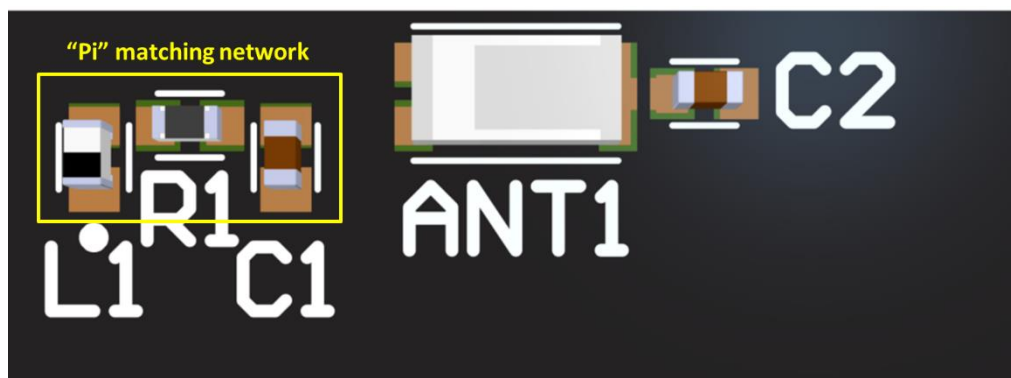 “Pi” matching network
C2
R1
ANT1
L1
C1